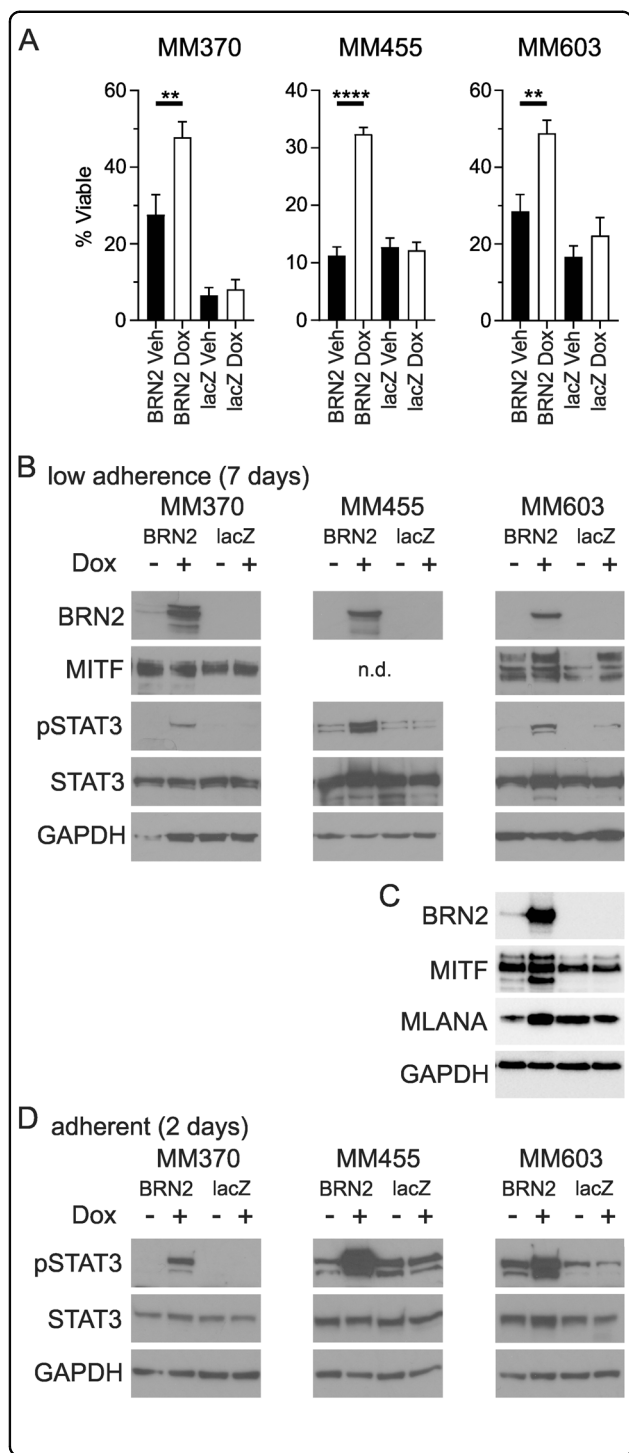 A
MM370 MM455 MM603
** **** **
% Viable
60 40 60
40 30 40
20 20 20
10
0 0 0
BRN2 Veh BRN2 Dox lacZ Veh lacZ Dox BRN2 Veh BRN2 Dox lacZ Veh lacZ Dox BRN2 Veh BRN2 Dox lacZ Veh lacZ Dox
B low adherence (7 days)
MM370 MM455 MM603
BRN2 lacZ BRN2 lacZ BRN2 lacZ
Dox - + - + - + - + - + - +
BRN2
MITF n.d.
pSTAT3
STAT3
GAPDH
C
BRN2
MITF
MLANA
GAPDH
D adherent (2 days)
MM370 MM455 MM603
BRN2 lacZ BRN2 lacZ BRN2 lacZ
Dox - + - + - + - + - + - +
pSTAT3
STAT3
GAPDH